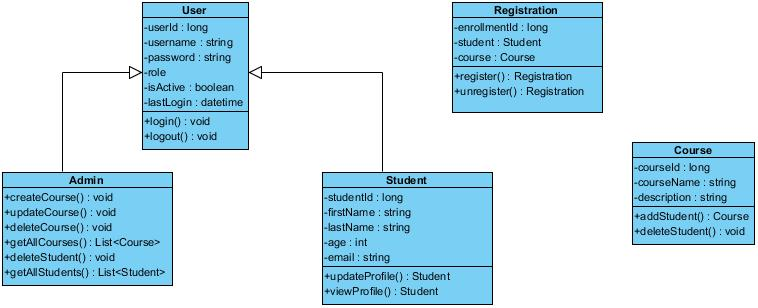 User
-userId : long
-username : string
-password : string
-role
-isActive : boolean
-lastLogin : datetime
+login() : void
+logout() : void
Registration
-enrollmentId : long
-student : Student
-course : Course
+register() : Registration
+unregister() : Registration
Course
-courseId : long
-courseName : string
-description : string
+addStudent() : Course
+deleteStudent() : void
Admin
+createCourse() : void
+updateCourse() : void
+deleteCourse() : void
+getAllCourses() : List<Course>
+deleteStudent() : void
+getAllStudents() : List<Student>
Student
-studentId : long
-firstName : string
-lastName : string
-age : int
-email : string
+updateProfile() : Student
+viewProfile() : Student